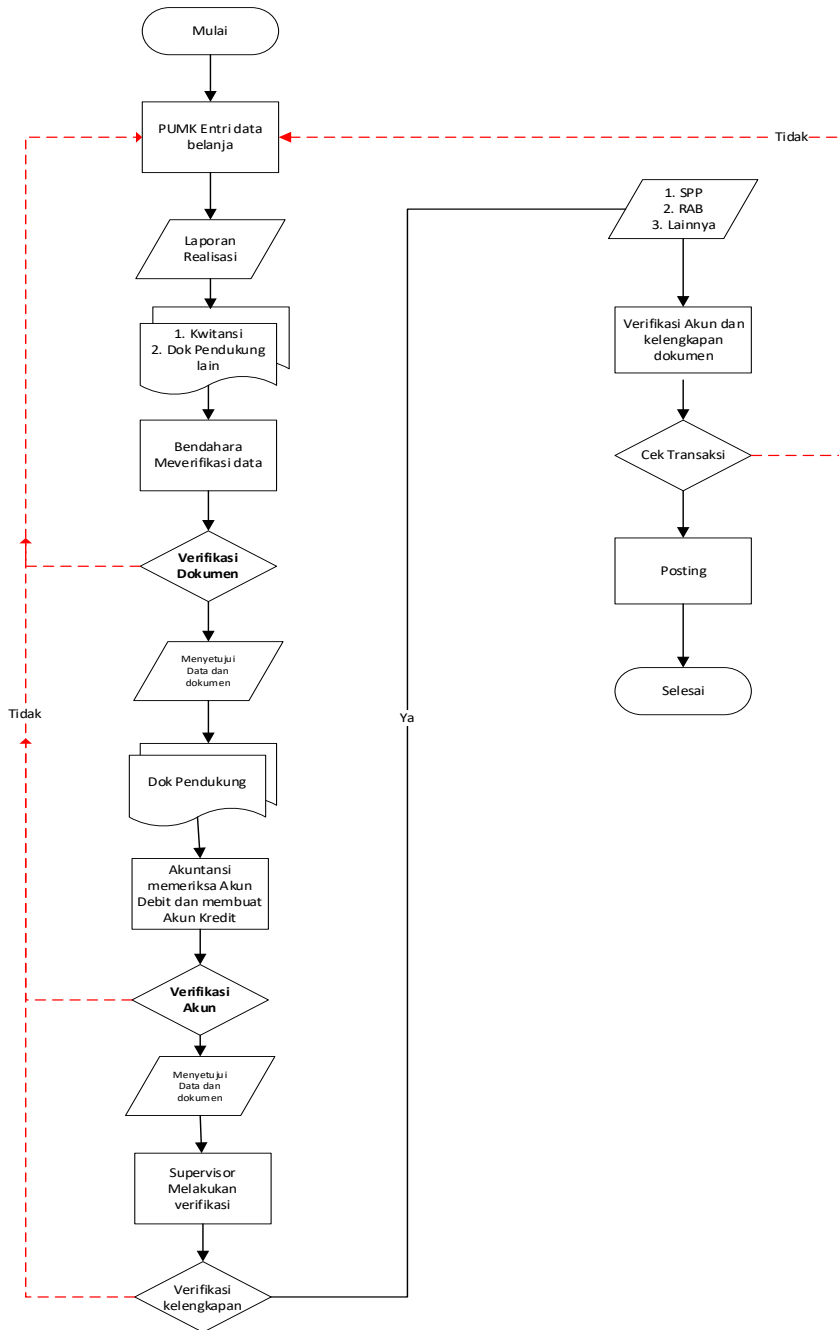 Mulai
PUMK Entri data
belanja
Laporan
Realisasi
1. Kwitansi
2. Dok Pendukung
lain
Bendahara
Meverifikasi data
Verifikasi
Dokumen
Menyetujui
Data dan
dokumen
Tidak
Dok Pendukung
Akuntansi
memeriksa Akun
Debit dan membuat
Akun Kredit
Verifikasi
Akun
Menyetujui
Data dan
dokumen
Supervisor
Melakukan
verifikasi
Verifikasi
kelengkapan
Ya
Tidak
1. SPP
2. RAB
3. Lainnya
Verifikasi Akun dan
kelengkapan
dokumen
Cek Transaksi
Posting
Selesai